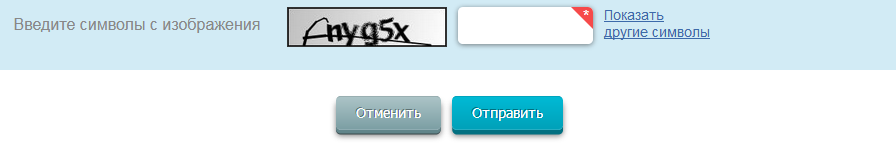 Введите символы с изображения
*
Показать
другие символы
Отменить
Отправить